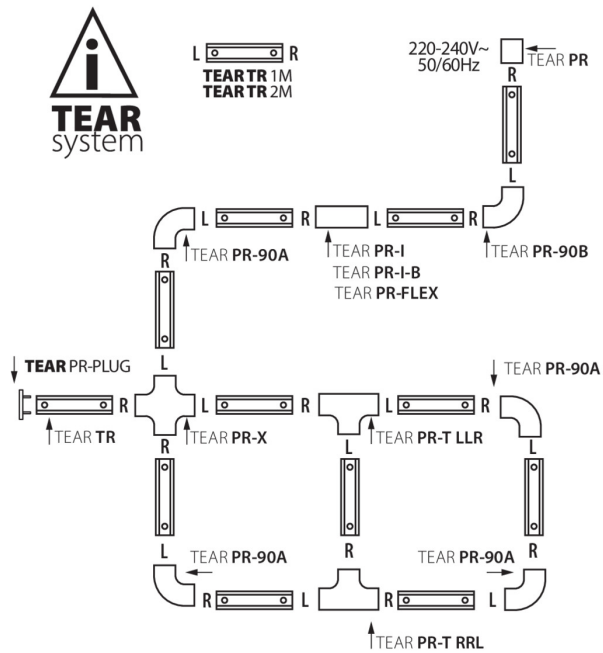 i
TEAR
system
L R
TEAR TR 1M
TEAR TR 2M
220-240V~
50/60Hz
TEAR PR
R
L
L R L R
R
TEAR PR-90A
TEAR PR-I
TEAR PR-I-B
TEAR PR-FLEX
TEAR PR-90B
L
TEAR PR-PLUG
TEAR PR-90A
R L R L R
TEAR TR
R
TEAR PR-X
L
TEAR PR-T LLR
L
L
TEAR PR-90A
R
TEAR PR-90A
R
R L R L
TEAR PR-T RRL